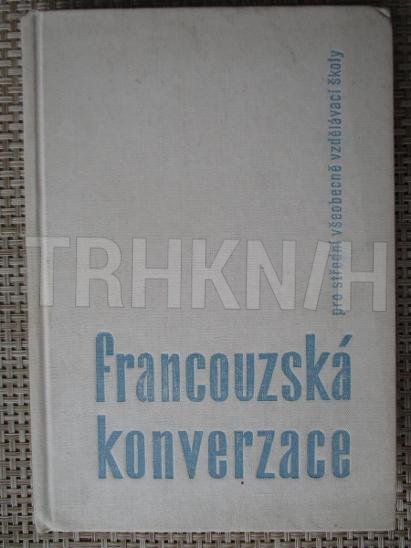 pro střední všeobecně vzdělávací školy
TRHKNIH
francouzská
konverzace